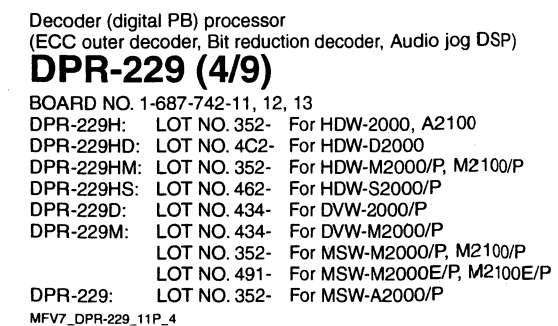 Decoder (digital PB) processor
(ECC outer decoder, Bit reduction decoder, Audio jog DSP)
DPR-229 (4/9)
BOARD NO. 1-687-742-11, 12, 13
DPR-229H: LOT NO. 352- For HDW-2000, A2100
DPR-229HD: LOT NO. 4C2- For HDW-D2000
DPR-229HM: LOT NO. 352- For HDW-M2000/P, M2100/P
DPR-229HS: LOT NO. 462- For HDW-S2000/P
DPR-229D: LOT NO. 434- For DVW-2000/P
DPR-229M: LOT NO. 434- For DVW-M2000/P
LOT NO. 352- For MSW-M2000/P, M2100/P
LOT NO. 491- For MSW-M2000E/P, M2100E/P
DPR-229: LOT NO. 352- For MSW-A2000/P
MFV7_DPR-229_11P_4